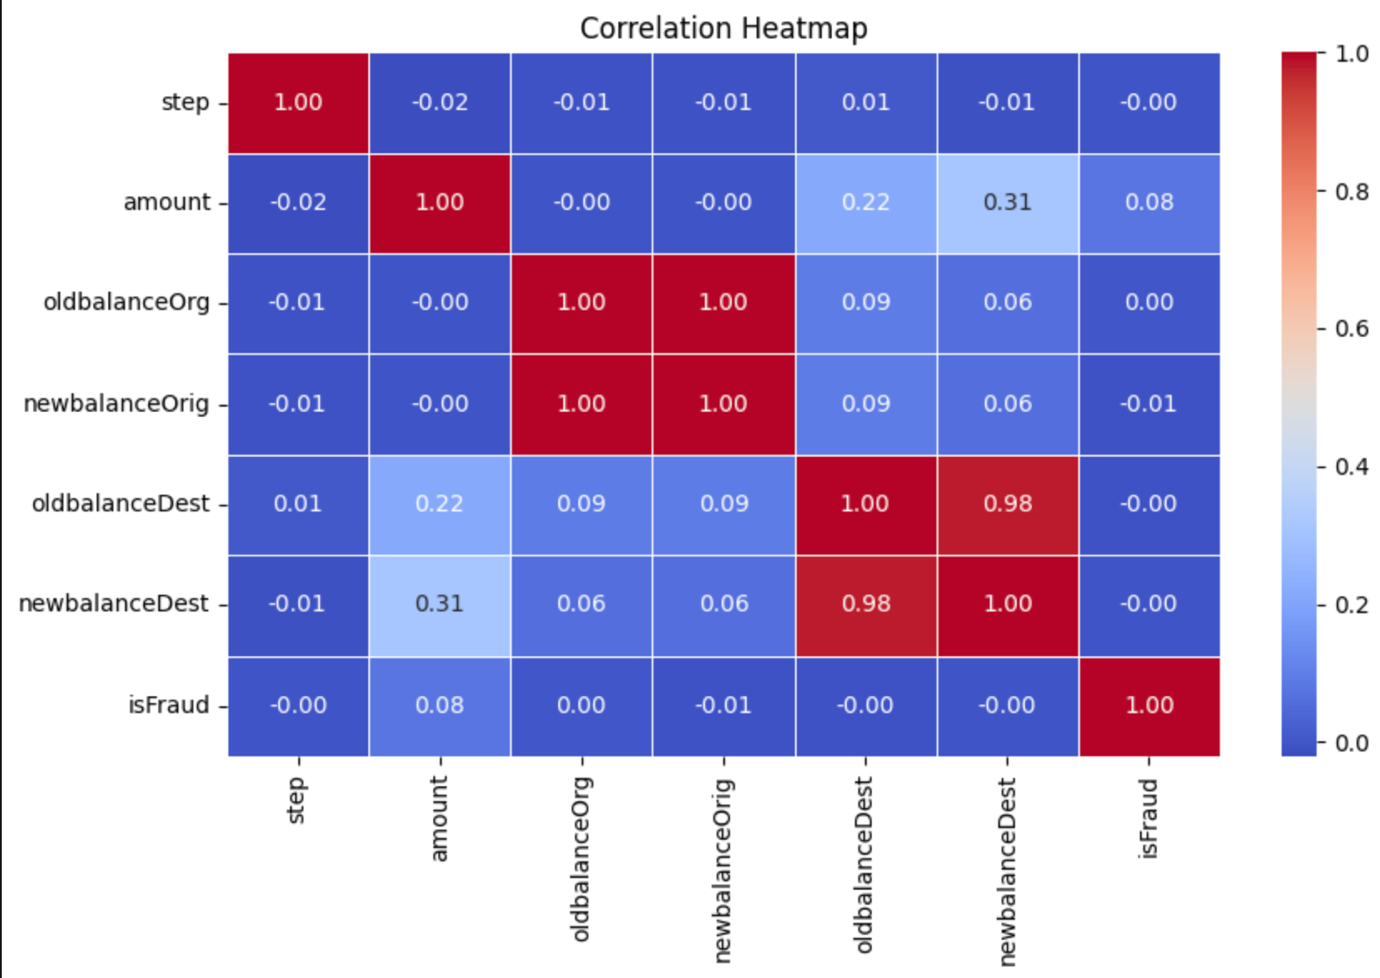 Correlation Heatmap
step 1.00 -0.02 -0.01 -0.01 0.01 -0.01 -0.00
amount -0.02 1.00 -0.00 -0.00 0.22 0.31 0.08
oldbalanceOrg -0.01 -0.00 1.00 1.00 0.09 0.06 0.00
newbalanceOrig -0.01 -0.00 1.00 1.00 0.09 0.06 -0.01
oldbalanceDest 0.01 0.22 0.09 0.09 1.00 0.98 -0.00
newbalanceDest -0.01 0.31 0.06 0.06 0.98 1.00 -0.00
isFraud -0.00 0.08 0.00 -0.01 -0.00 -0.00 1.00
step
amount
oldbalanceOrg
newbalanceOrig
oldbalanceDest
newbalanceDest
isFraud
1.0
0.8
0.6
0.4
0.2
0.0